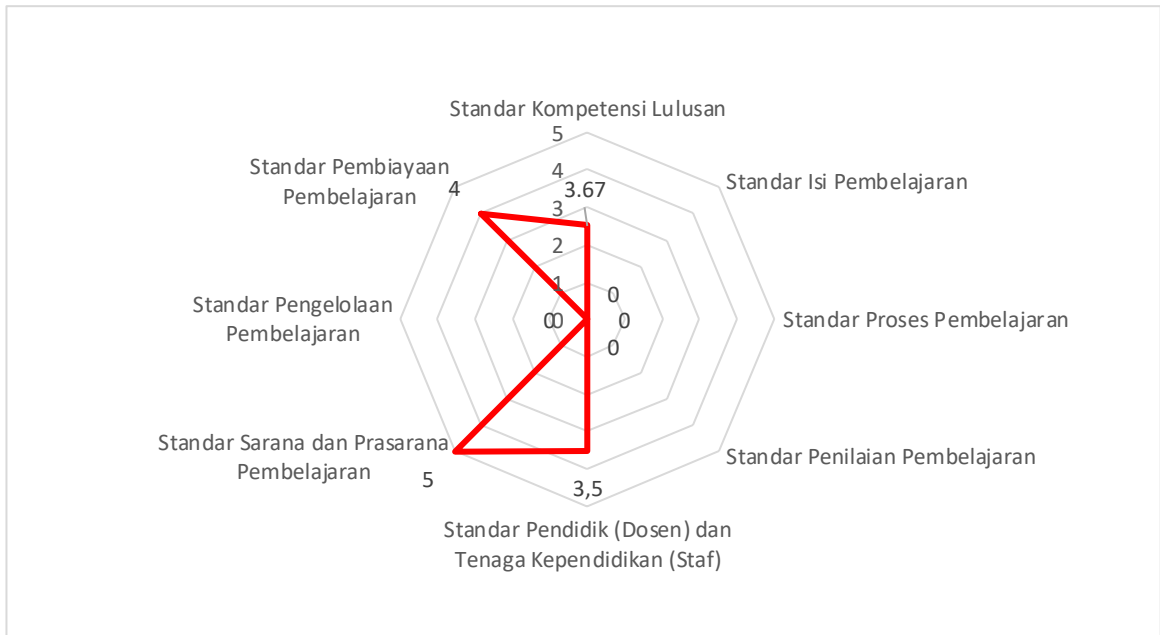 Standar Kompetensi Lulusan
5
Standar Pembiayaan
Pembelajaran
4
4
3.67
Standar Isi Pembelajaran
3
2
1
0
Standar Pengelolaan
Pembelajaran
0
0
0
Standar Proses Pembelajaran
0
Standar Sarana dan Prasarana
Pembelajaran
5
Standar Penilaian Pembelajaran
3,5
Standar Pendidik (Dosen) dan
Tenaga Kependidikan (Staf)